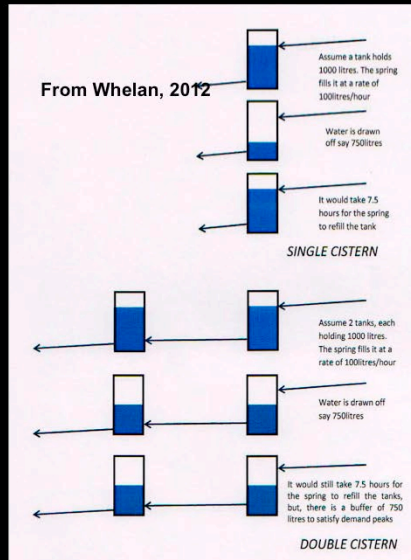 From Whelan, 2012
Assume a tank holds
1000 litres. The spring
fills it at a rate of
100litres/hour
Water is drawn
off say 750litres
It would take 7.5
hours for the spring
to refill the tank
SINGLE CISTERN
Assume 2 tanks, each
holding 1000 litres.
The spring fills it at a
rate of 100litres/hour
Water is drawn off
say 750litres
It would still take 7.5 hours for
the spring to refill the tanks,
but, there is a buffer of 750
litres to satisfy demand peaks
DOUBLE CISTERN